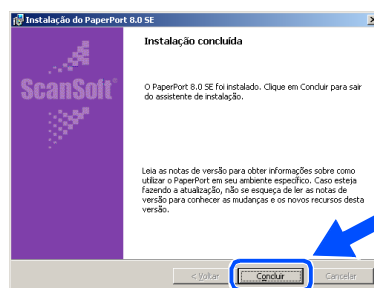 Instalação do PaperPort 8.0 SE
Instalação concluída
ScanSoft®
O PaperPort 8.0 SE foi instalado. Clique em Concluir para sair
do assistente de instalação.
Leia as notas de versão para obter informações sobre como
utilizar o PaperPort em seu ambiente específico. Caso esteja
fazendo a atualização, não se esqueça de ler as notas de
versão para conhecer as mudanças e os novos recursos desta
versão.
< Voltar Concluir Cancelar